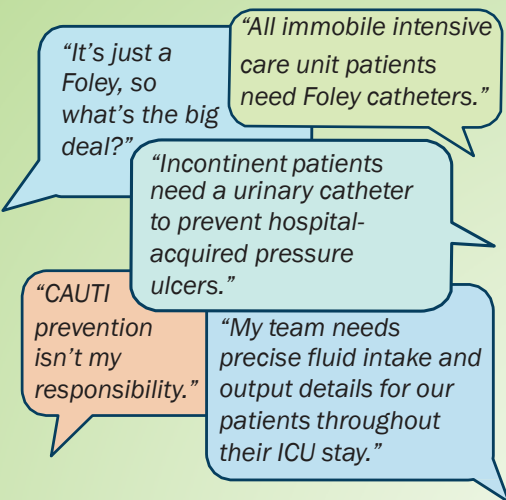 “It’s just a
Foley, so
what’s the big
deal?”
“All immobile intensive
care unit patients
need Foley catheters.”
“Incontinent patients
need a urinary catheter
to prevent hospital-
acquired pressure
ulcers.”
“CAUTI
prevention
isn’t my
responsibility.”
“My team needs
precise fluid intake and
output details for our
patients throughout
their ICU stay.”